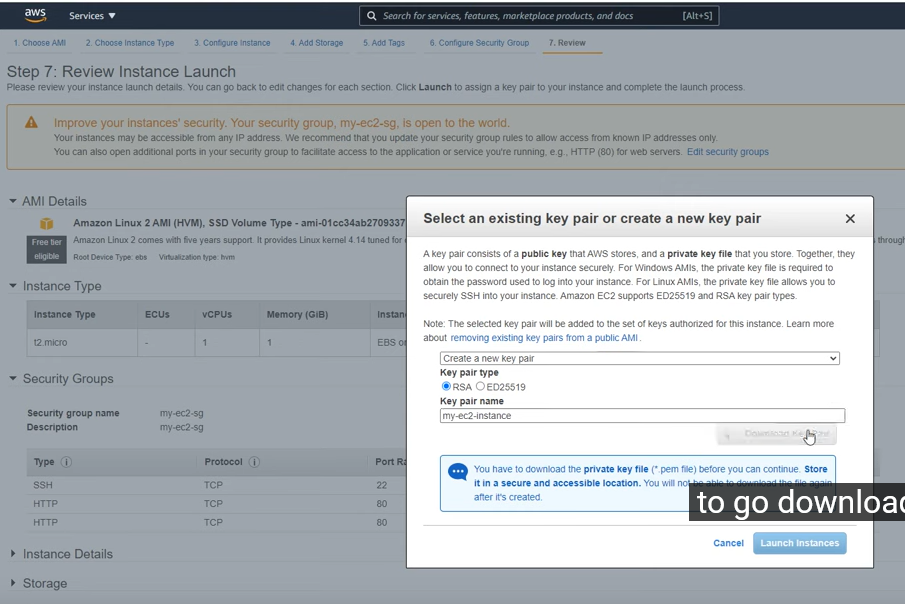 aws
Services
Search for services, features, marketplace products, and docs [Alt+S]
1. Choose AMI 2. Choose Instance Type 3. Configure Instance 4. Add Storage 5. Add Tags 6. Configure Security Group 7. Review
Step 7: Review Instance Launch
Please review your instance launch details. You can go back to edit changes for each section. Click Launch to assign a key pair to your instance and complete the launch process.
Improve your instances' security. Your security group, my-ec2-sg, is open to the world.
Your instances may be accessible from any IP address. We recommend that you update your security group rules to allow access from known IP addresses only.
You can also open additional ports in your security group to facilitate access to the application or service you're running, e.g., HTTP (80) for web servers. Edit security groups
AMI Details
Amazon Linux 2 AMI (HVM), SSD Volume Type - ami-01cc34ab2709337
Free tier eligible
Amazon Linux 2 comes with five years support. It provides Linux kernel 4.14 tuned for
through
Root Device Type: ebs Virtualization type: hvm
Instance Type
Instance Type ECUs vCPUs Memory (GiB)
t2.micro - 1 1 EBS
Security Groups
Security group name my-ec2-sg
Description my-ec2-sg
Type Protocol Port
SSH TCP 22
HTTP TCP 80
HTTP TCP 80
Instance Details
Storage
Select an existing key pair or create a new key pair
A key pair consists of a public key that AWS stores, and a private key file that you store. Together, they
allow you to connect to your instance securely. For Windows AMIs, the private key file is required to
obtain the password used to log into your instance. For Linux AMIs, the private key file allows you to
securely SSH into your instance. Amazon EC2 supports ED25519 and RSA key pair types.
Note: The selected key pair will be added to the set of keys authorized for this instance. Learn more
about removing existing key pairs from a public AMI .
Create a new key pair
Key pair type
RSA ED25519
Key pair name
my-ec2-instance
Download Key Pair
You have to download the private key file (*.pem file) before you can continue. Store
it in a secure and accessible location. You will not be able to download the file again
after it's created.
to go download
Cancel Launch Instances